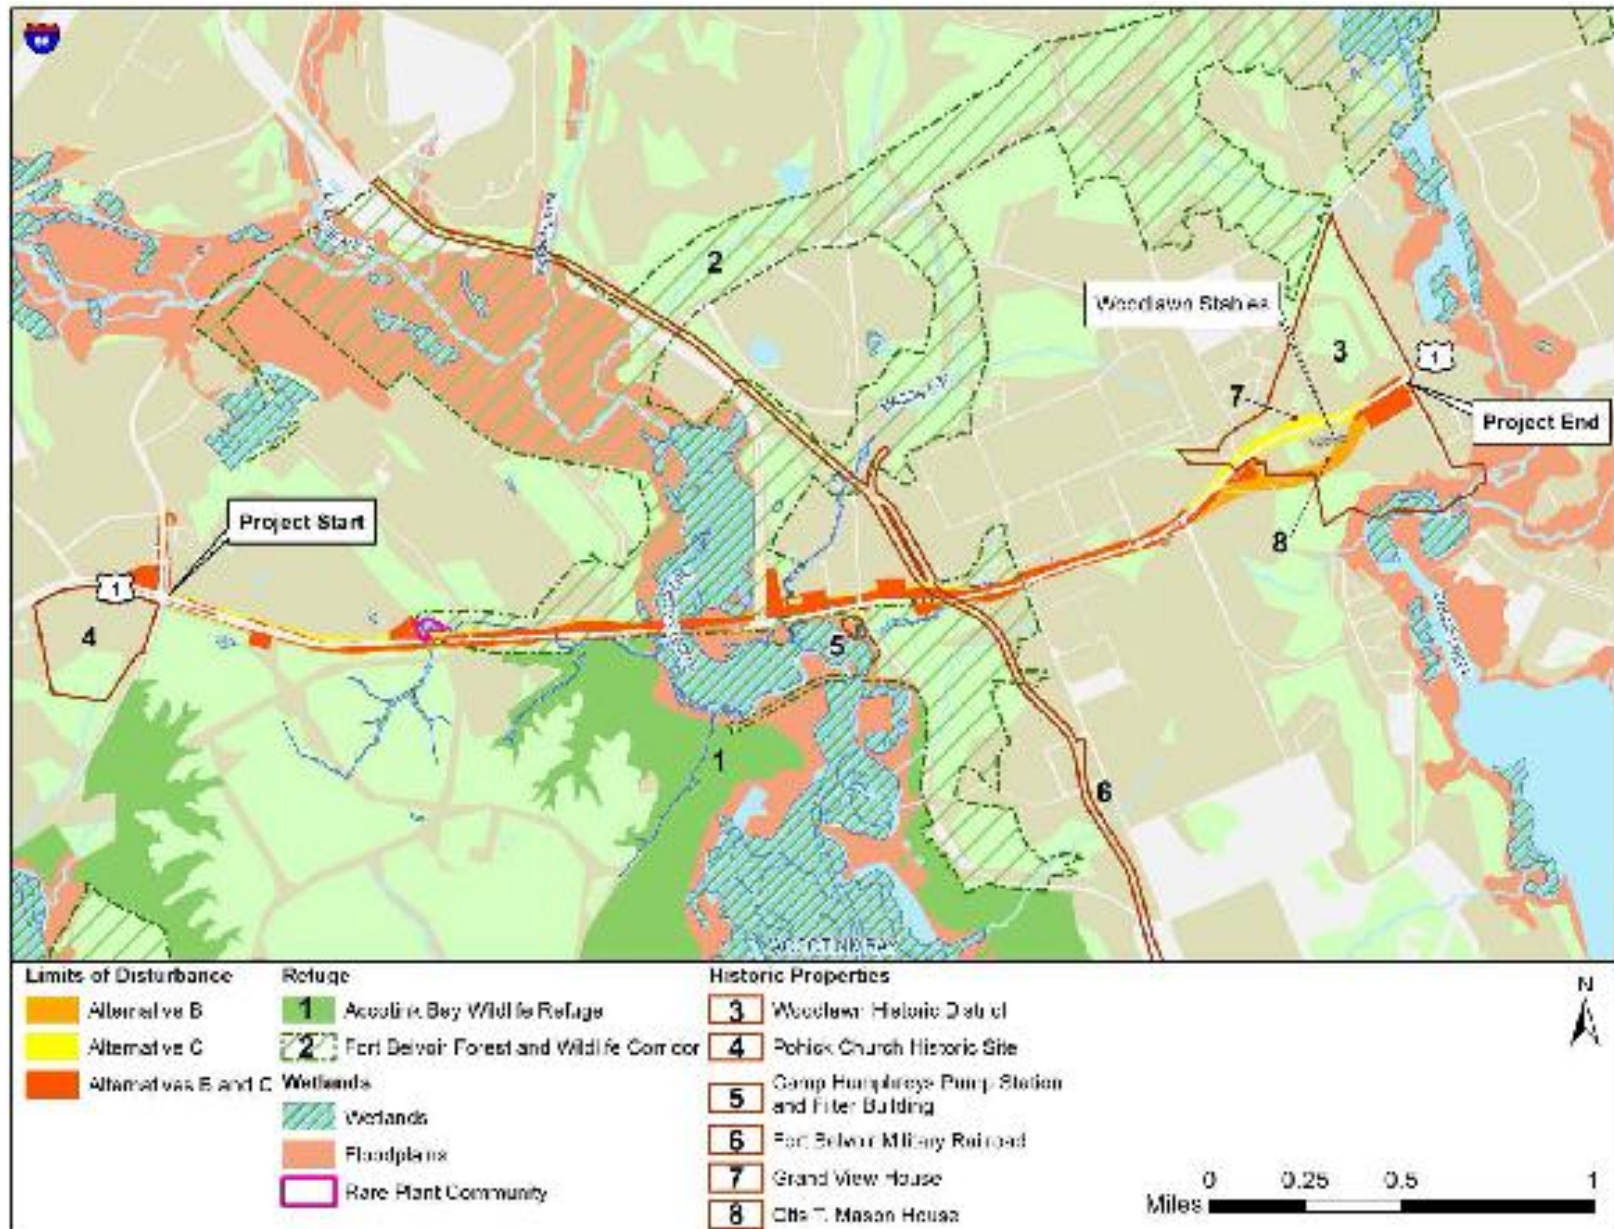 2
Woodlawn Stables
3
1
7
Project End
Project Start
8
1
4
5
1
6
ACCOTINK BAY
Limits of Disturbance
Alternative B
Alternative C
Alternatives B and C
Refuge
1 Accotink Bay Wildlife Refuge
2 Fort Belvoir Forest and Wildlife Corridor
Wetlands
Wetlands
Floodplains
Rare Plant Community
Historic Properties
3 Woodlawn Historic District
4 Pohick Church Historic Site
5 Camp Humphreys Pump Station
and Filter Building
6 Fort Belvoir Military Railroad
7 Grand View House
8 Otis T. Mason House
N
0 0.25 0.5 1
Miles